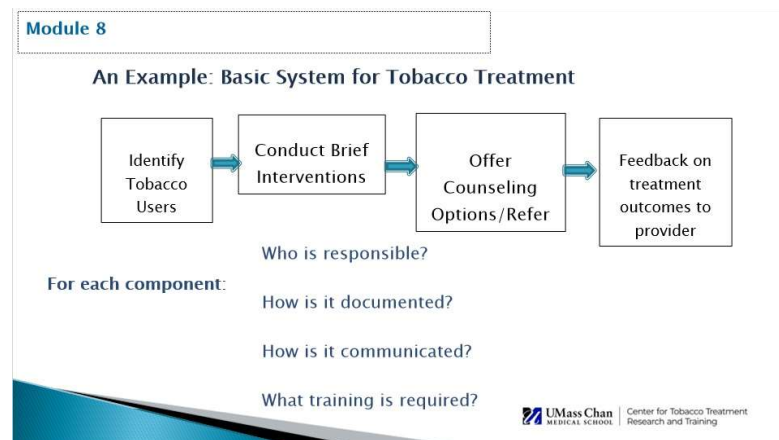 Module 8
An Example: Basic System for Tobacco Treatment
Identify
Tobacco
Users
Conduct Brief
Interventions
Offer
Counseling
Options/Refer
Feedback on
treatment
outcomes to
provider
For each component:
Who is responsible?
How is it documented?
How is it communicated?
What training is required?
UMass Chan
MEDICAL SCHOOL
Center for Tobacco Treatment
Research and Training